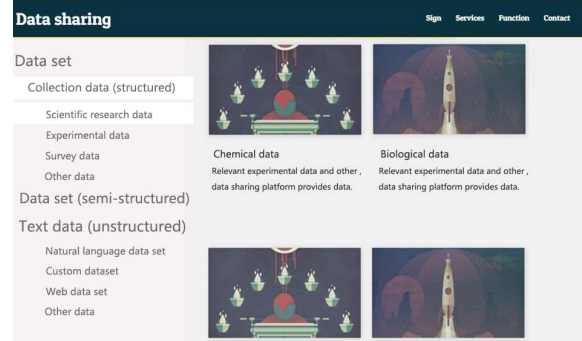 Data sharing
Sign Services Function Contact
Data set
Collection data (structured)
Scientific research data
Experimental data
Survey data
Other data
Data set (semi-structured)
Text data (unstructured)
Natural language data set
Custom dataset
Web data set
Other data
Chemical data
Relevant experimental data and other ,
data sharing platform provides data.
Biological data
Relevant experimental data and other ,
data sharing platform provides data.